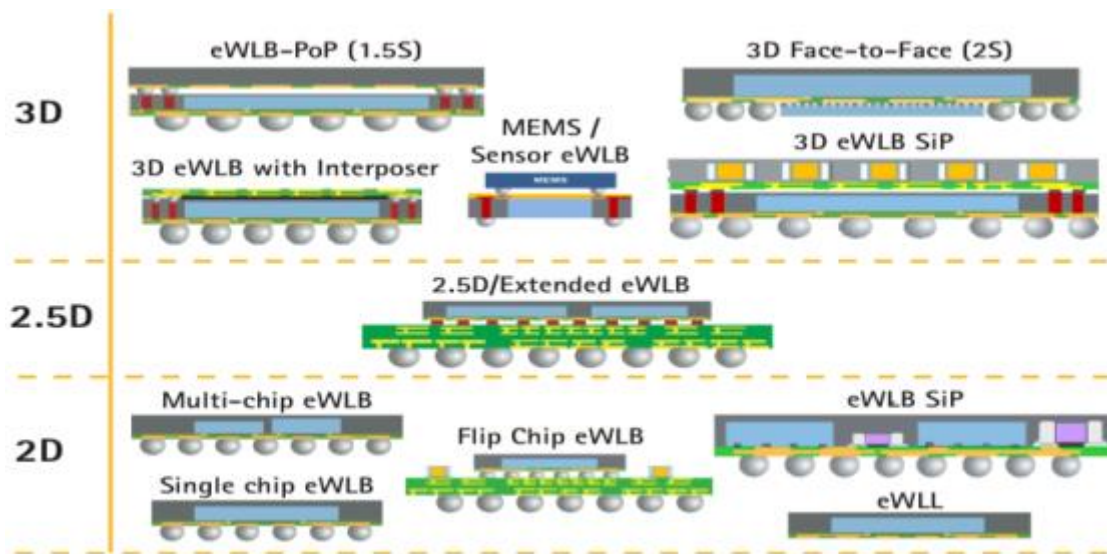 eWLB-PoP (1.5S)
3D Face-to-Face (2S)
3D
MEMS /
Sensor eWLB
3D eWLB SiP
3D eWLB with Interposer
MEMS
2.5D/Extended eWLB
2.5D
Multi-chip eWLB
eWLB SiP
Flip Chip eWLB
2D
Single chip eWLB
eWLL